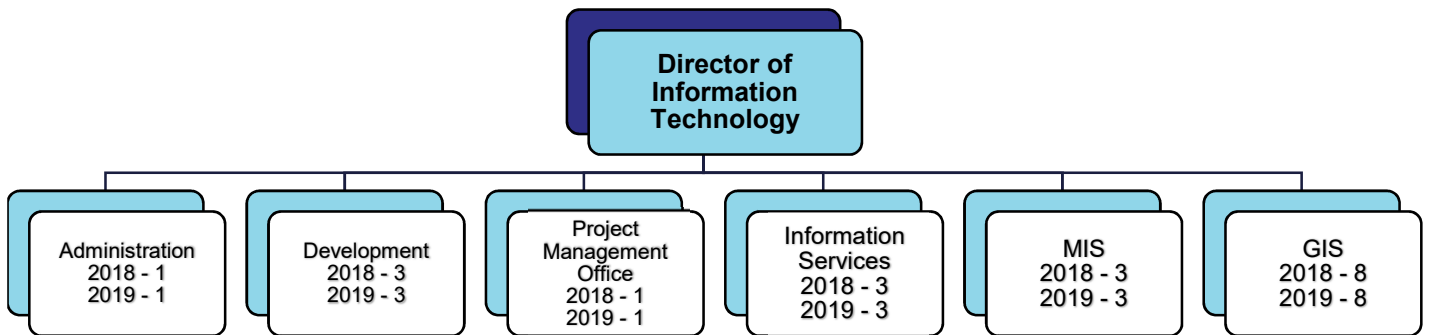 Director of
Information
Technology
Administration
2018 - 1
2019 - 1
Development
2018 - 3
2019 - 3
Project
Management
Office
2018 - 1
2019 - 1
Information
Services
2018 - 3
2019 - 3
MIS
2018 - 3
2019 - 3
GIS
2018 - 8
2019 - 8